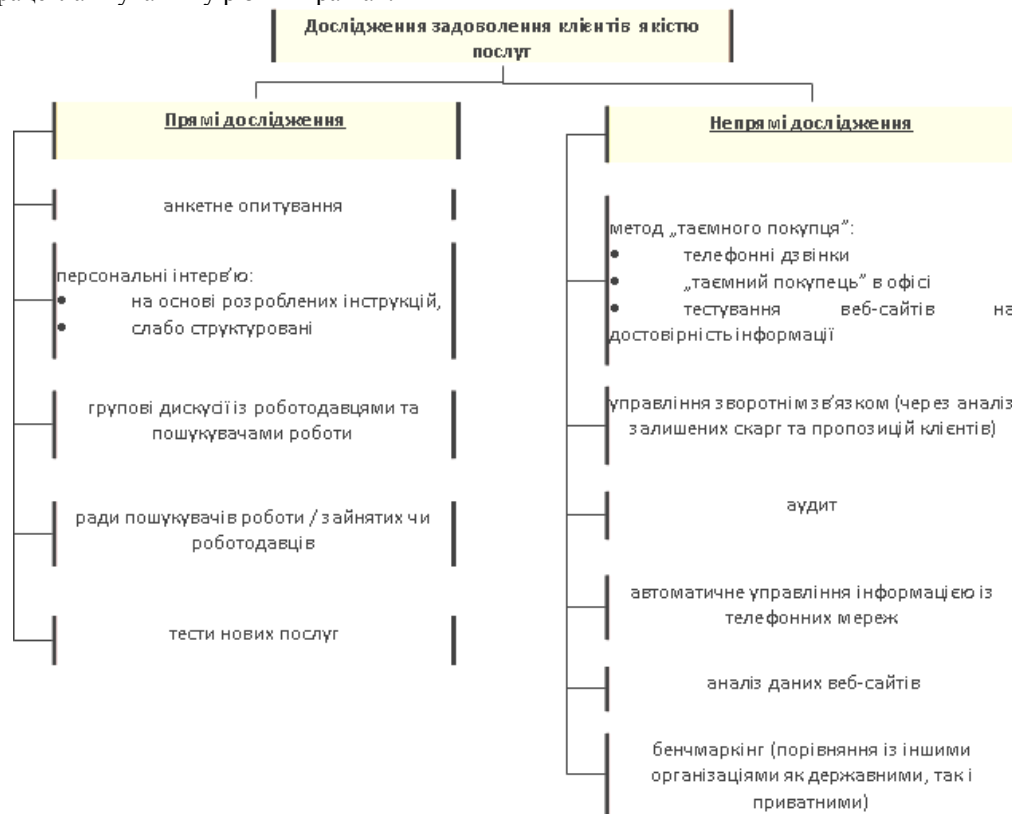 Дослідження задоволення клієнтів якістю
послуг
Прямі дослідження
анкетне опитування
персональні інтерв'ю:
• на основі розроблених інструкцій,
• слабо структуровані
групові дискусії із роботодавцями та
пошукувачами роботи
ради пошукувачів роботи / зайнятих чи
роботодавців
тести нових послуг
Непрямі дослідження
метод „таємного покупця”:
• телефонні дзвінки
• „таємний покупець” в офісі
• тестування веб-сайтів на
достовірність інформації
управління зворотнім зв'язком (через аналіз
залишених скарг та пропозицій клієнтів)
аудит
автоматичне управління інформацією із
телефонних мереж
аналіз даних веб-сайтів
бенчмаркінг (порівняння із іншими
організаціями як державними, так і
приватними)